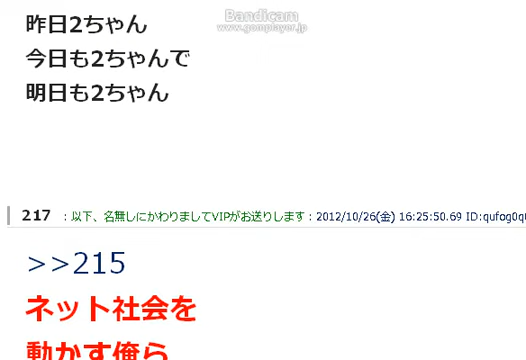 Bandicam
www.gomplayer.jp
昨日2ちゃん
今日も2ちゃんで
明日も2ちゃん
217 ：以下、名無しにかわりましてVIPがお送りします：2012/10/26(金) 16:25:50.69 ID:qufog0q
>>215
ネット社会を
動かす俺ら